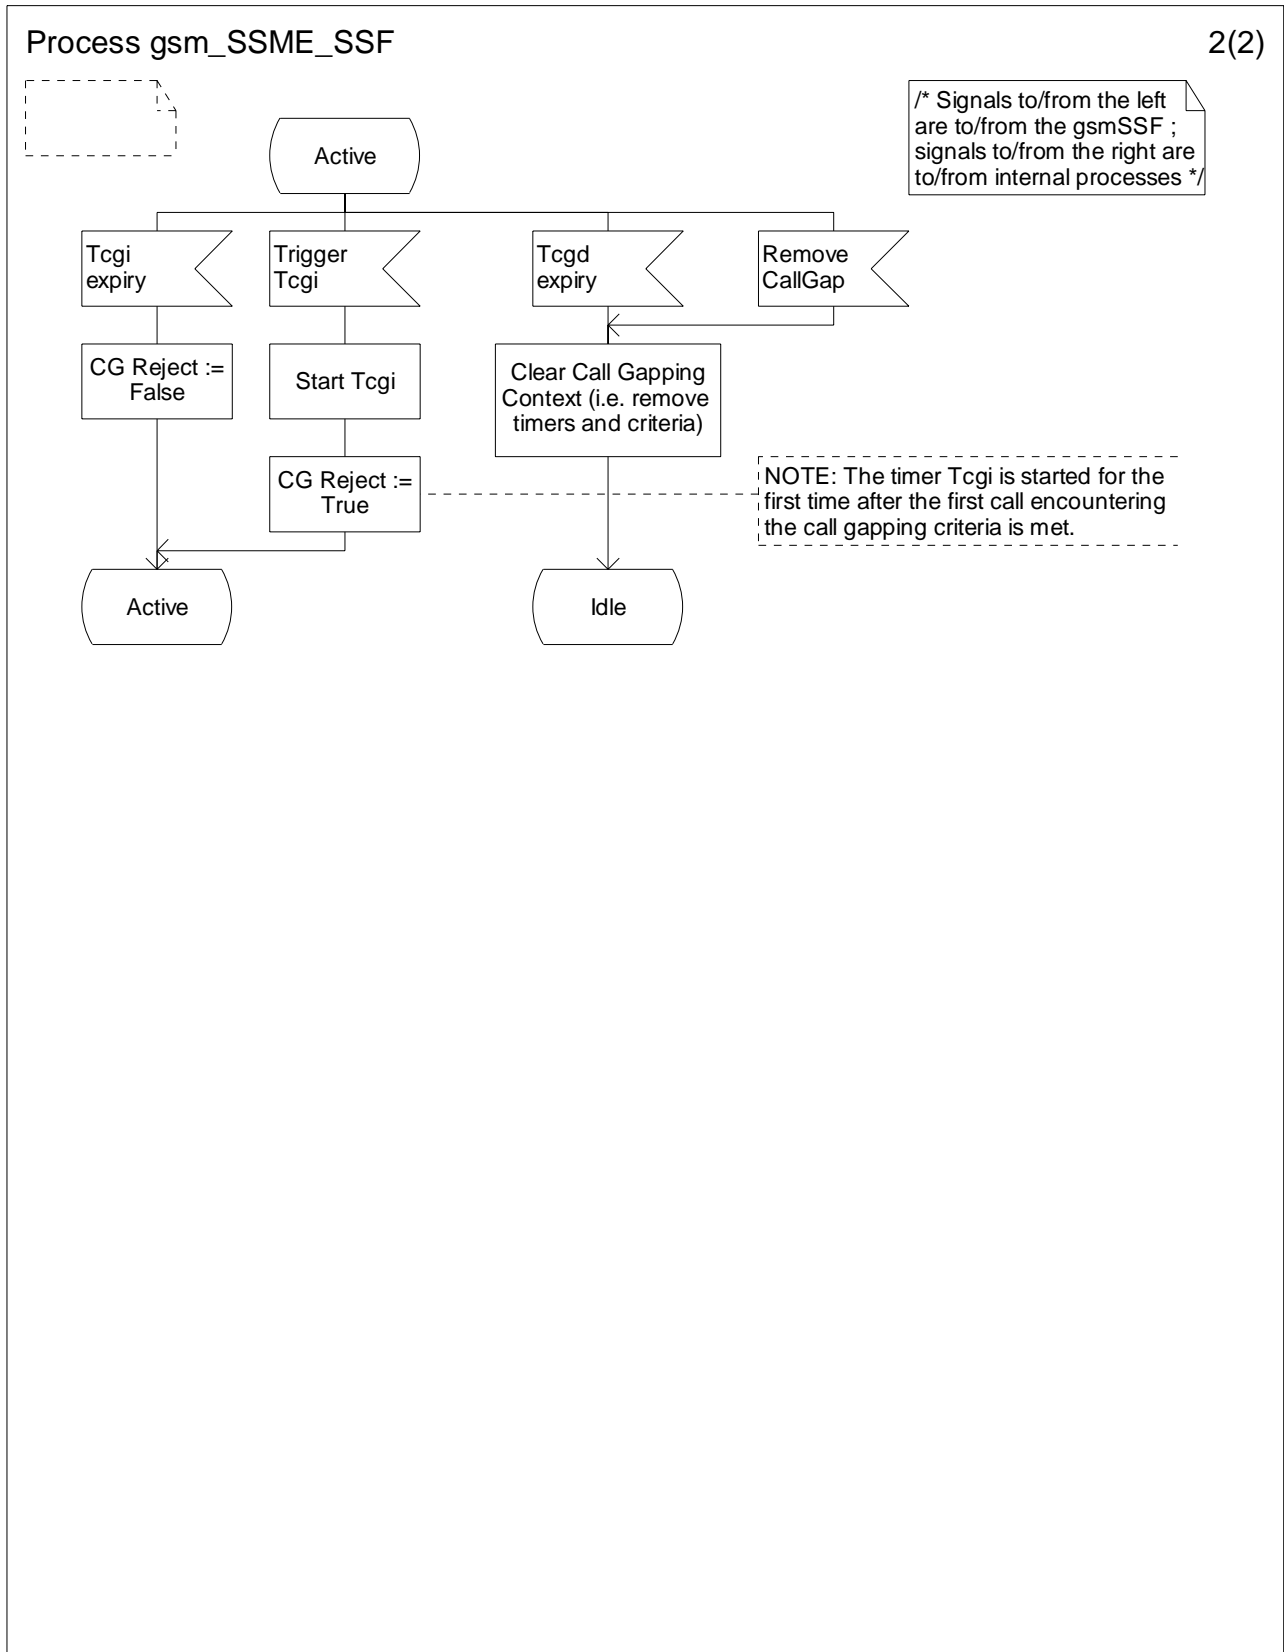 Process gsm_SSME_SSF
2(2)
/* Signals to/from the left
are to/from the gsmSSF ;
signals to/from the right are
to/from internal processes */
Active
Tcgi
expiry
Trigger
Tcgi
Tcgd
expiry
Remove
CallGap
CG Reject :=
False
Start Tcgi
Clear Call Gapping
Context (i.e. remove
timers and criteria)
CG Reject :=
True
NOTE: The timer Tcgi is started for the
first time after the first call encountering
the call gapping criteria is met.
Active
Idle